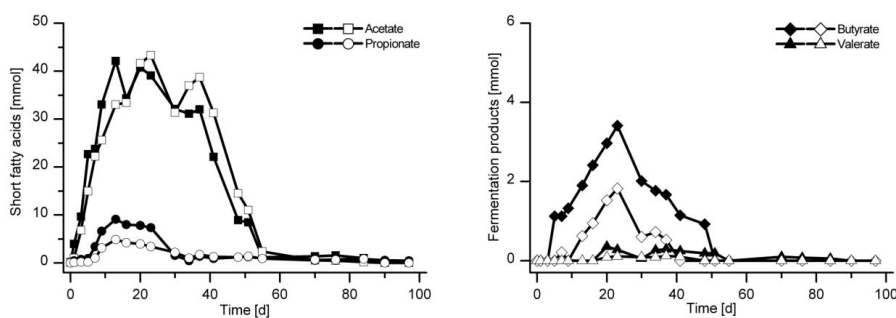 50
40
30
20
10
0
Short fatty acids [mmol]
Acetate
Propionate
0 20 40 60 80 100
Time [d]
6
4
2
0
Fermentation products [mmol]
Butyrate
Valerate
0 20 40 60 80 100
Time [d]